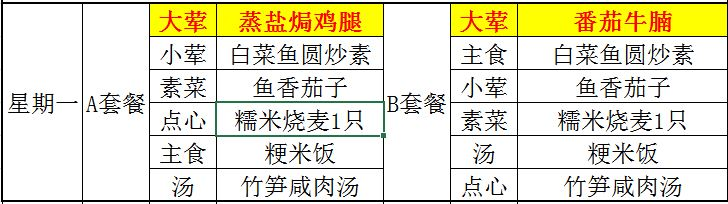 大荤 蒸盐焗鸡腿 大荤 番茄牛腩
小荤 白菜鱼圆炒素 主食 白菜鱼圆炒素
素菜 鱼香茄子 小荤 鱼香茄子
星期一 A套餐 点心 糯米烧麦1只 B套餐 素菜 糯米烧麦1只
主食 粳米饭 汤 粳米饭
汤 竹笋咸肉汤 点心 竹笋咸肉汤